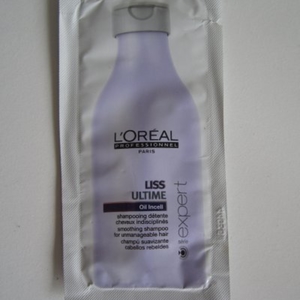 L'ORÉAL
PROFESSIONNEL
PARIS
LISS
ULTIME
Oil Incell
shampooing détente
cheveux indisciplinés
smoothing shampoo
for unmanageable hair
champú suavizante
cabellos rebeldes
expert